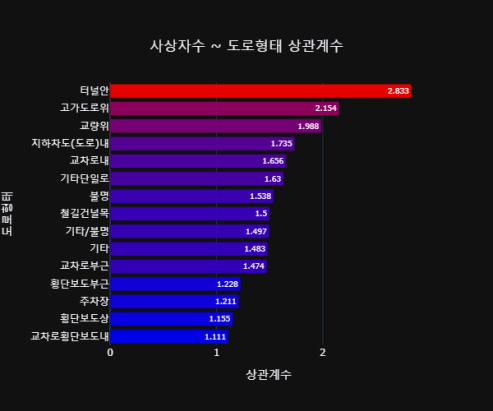 사상자수 ~ 도로형태 상관계수
터널안 2.833
고가도로위 2.154
교량위 1.988
지하차도(도로)내 1.735
교차로내 1.656
기타단일로 1.63
불명 1.538
철길건널목 1.5
기타/불명 1.497
기타 1.483
교차로부근 1.474
횡단보도부근 1.228
주차장 1.211
횡단보도상 1.155
교차로횡단보도내 1.111
도로형태
0 1 2
상관계수